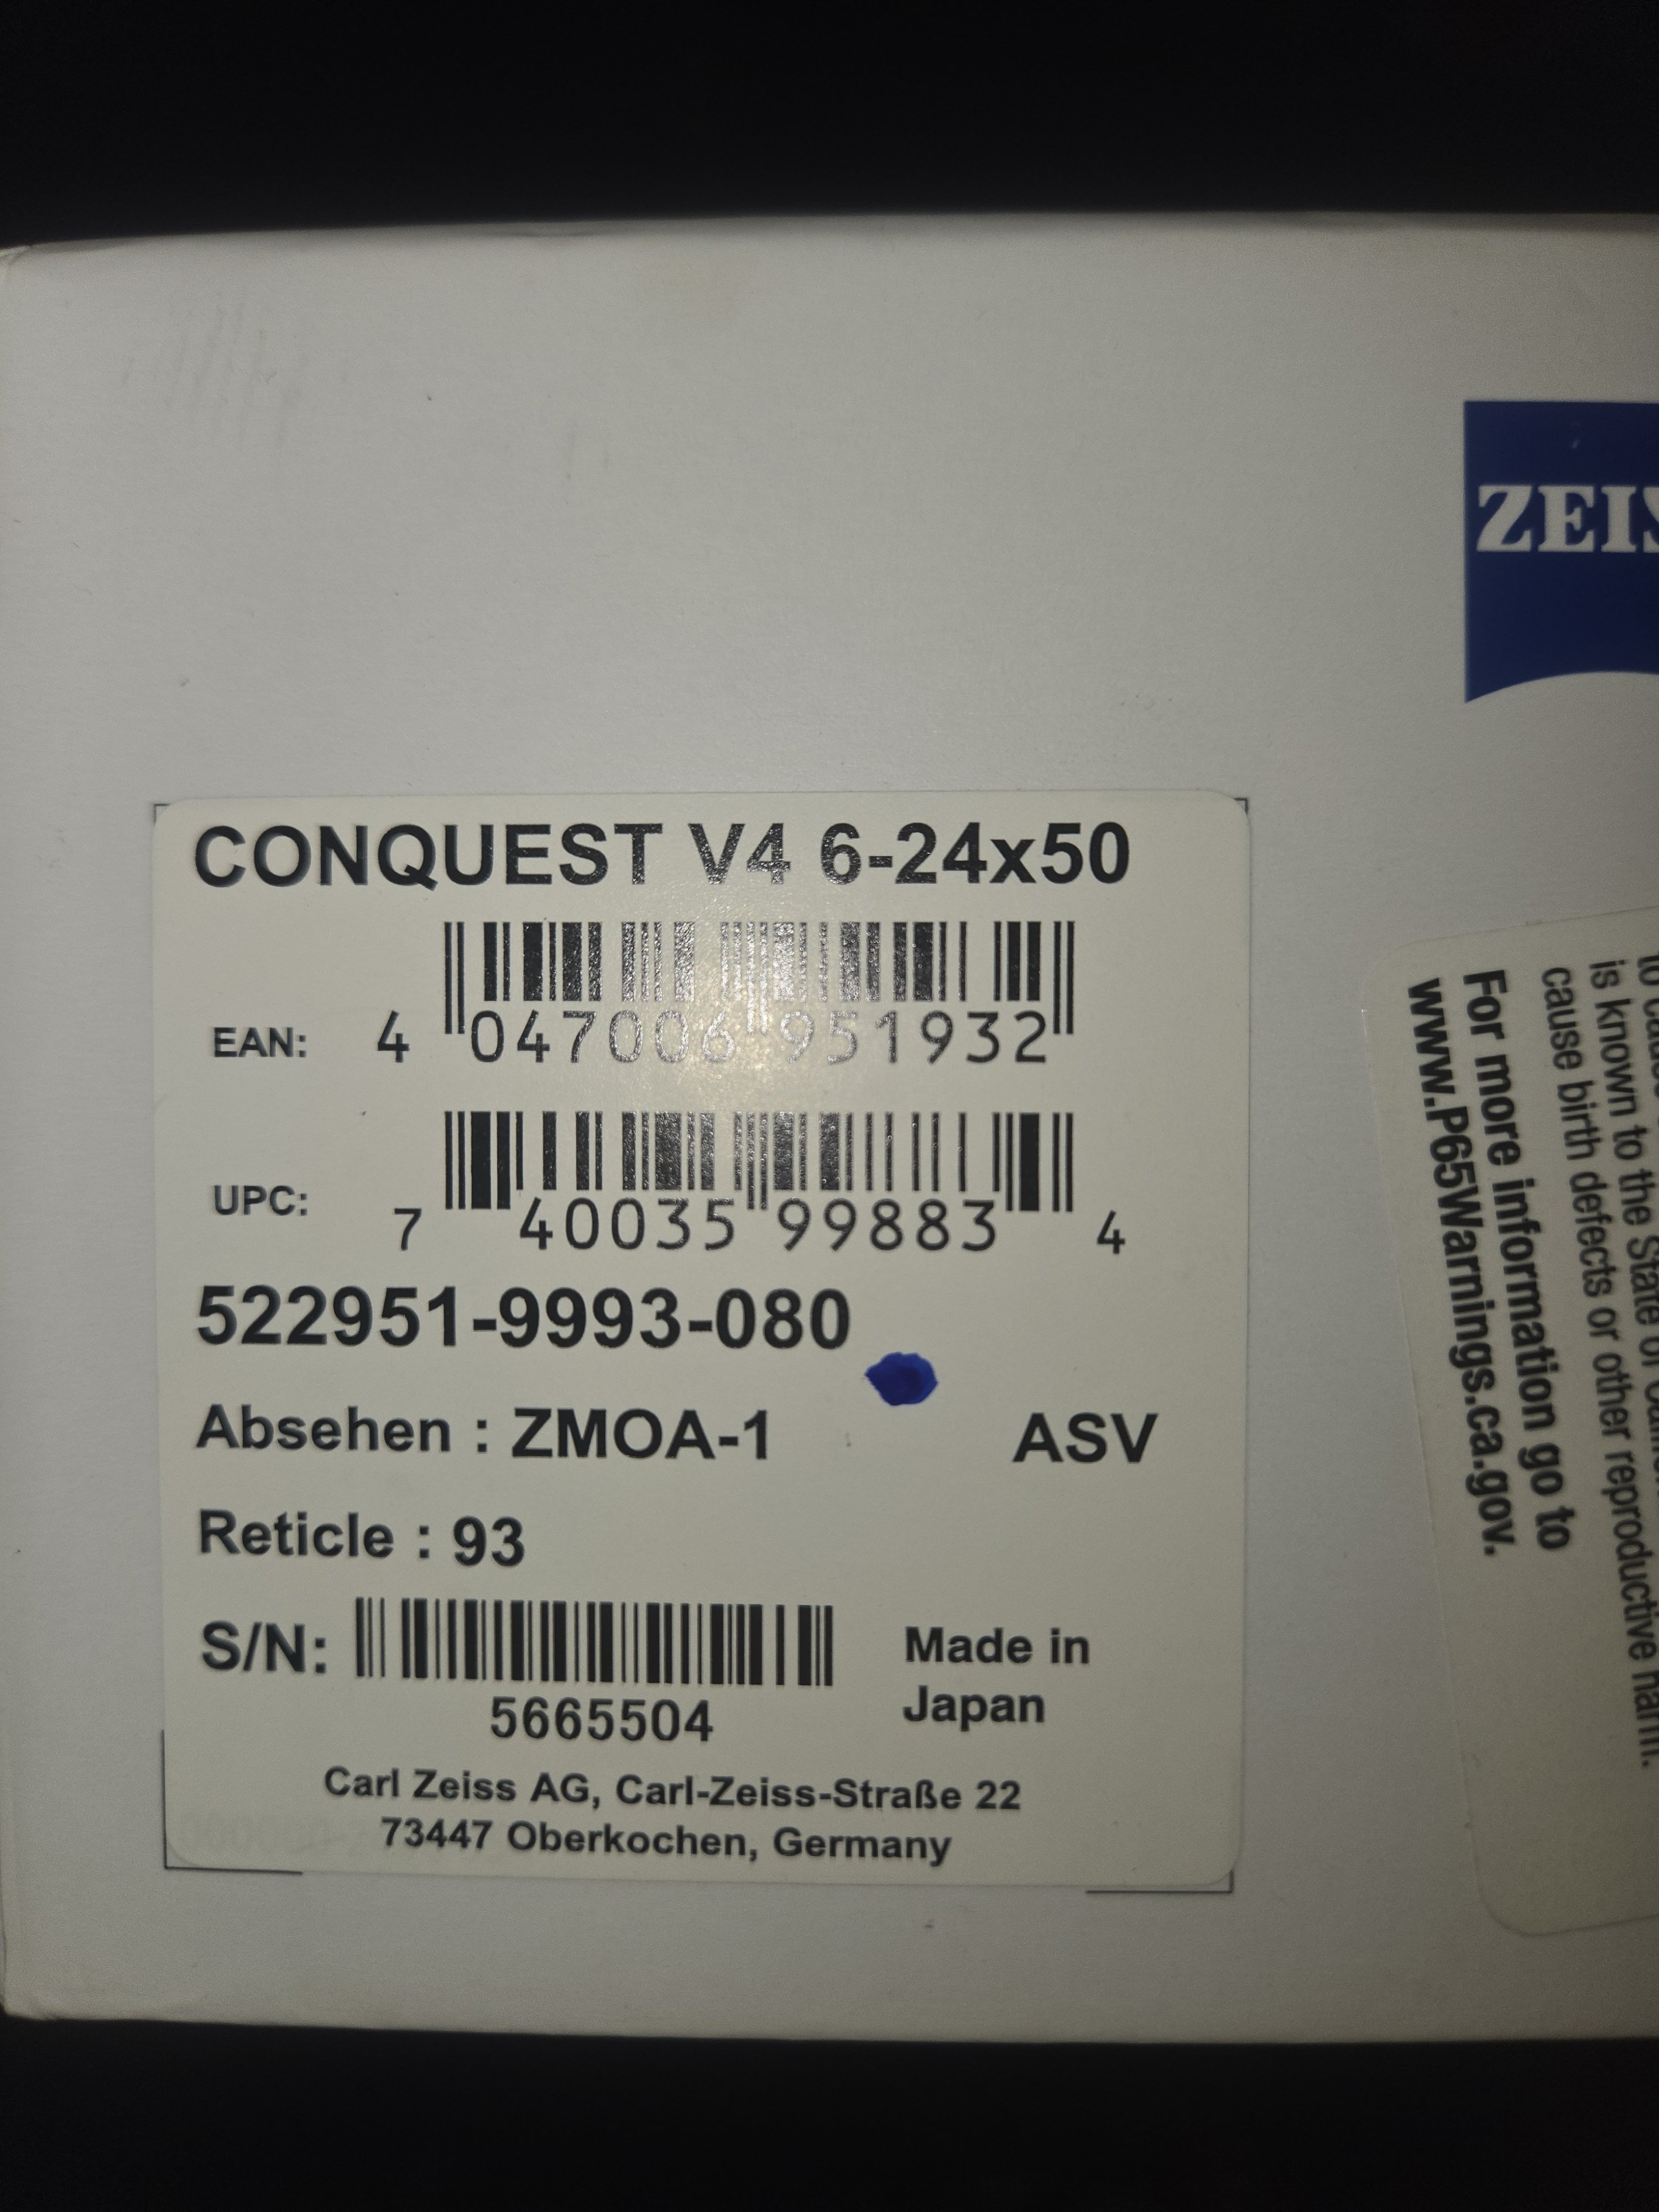 CONQUEST V4 6-24x50
EAN: 4 047006 951932
UPC: 7 40035 99883 4
522951-9993-080
Absehen : ZMOA-1 ASV
Reticle : 93
S/N:
5665504
Made in
Japan
Carl Zeiss AG, Carl-Zeiss-Straße 22
73447 Oberkochen, Germany
ZEIS
is known to the State of
cause birth defects or other reproductive harm.
For more information go to
www.P65Warnings.ca.gov.